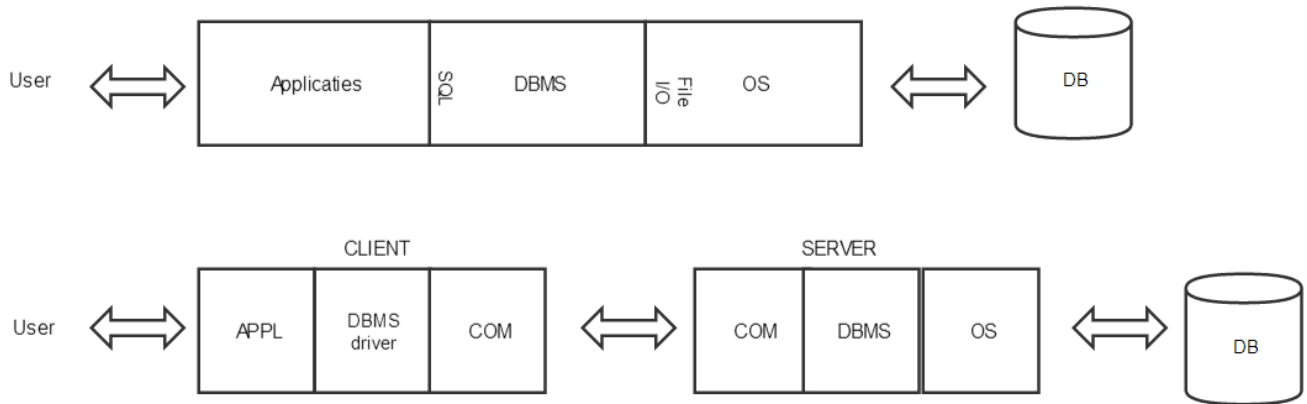 User
Applicaties
SQL
DBMS
File
I/O
OS
DB
CLIENT
SERVER
User
APPL
DBMS
driver
COM
COM
DBMS
OS
DB